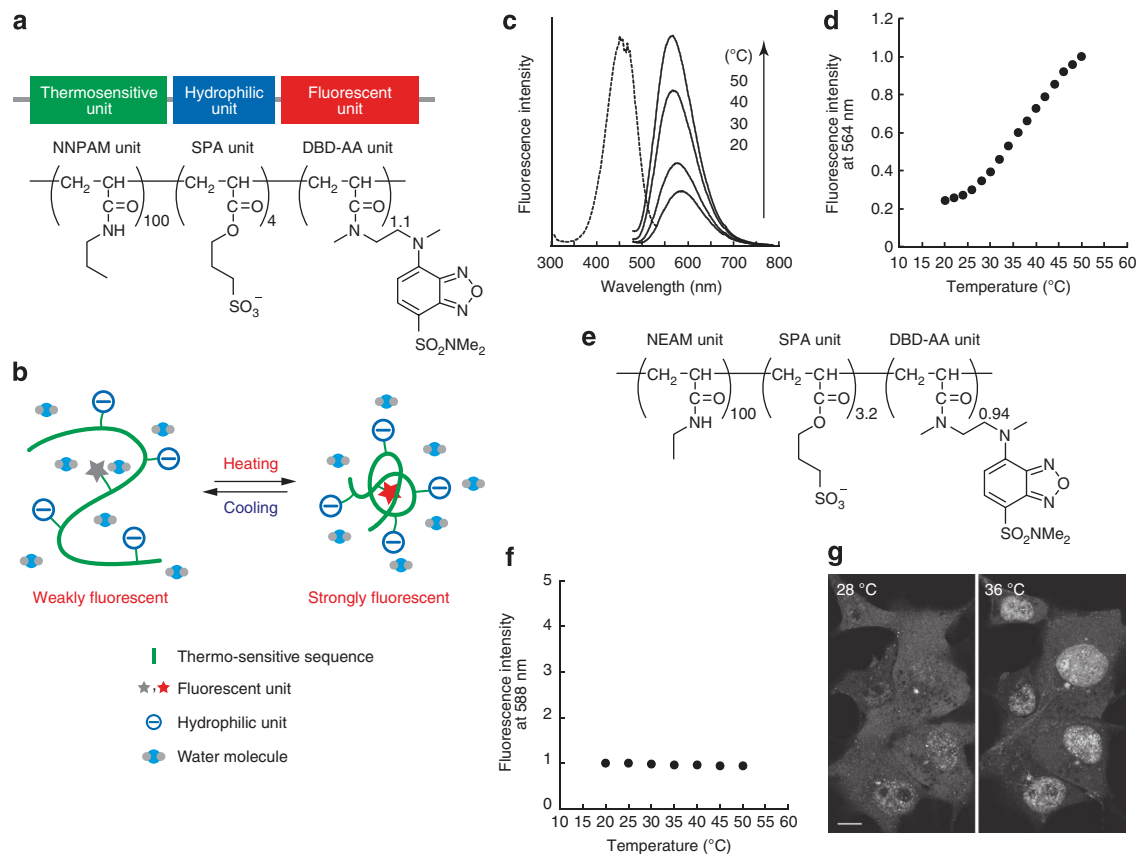 a
Thermosensitive
unit
Hydrophilic
unit
Fluorescent
unit
NNPAM unit
SPA unit
DBD-AA unit
CH2 CH
CH2 CH
CH2 CH
C=O
C=O
C=O
100
4
1.1
NH
O
N
N
SO3−
N
O
N
SO2NMe2
b
Heating
Cooling
Weakly fluorescent
Strongly fluorescent
Thermo-sensitive sequence
, Fluorescent unit
Hydrophilic unit
Water molecule
c
Fluorescence intensity
(°C)
50
40
30
20
300 400 500 600 700 800
Wavelength (nm)
d
Fluorescence intensity
at 564 nm
1.2
1.0
0.8
0.6
0.4
0.2
0
10 15 20 25 30 35 40 45 50 55 60
Temperature (°C)
e
NEAM unit
SPA unit
DBD-AA unit
CH2 CH
CH2 CH
CH2 CH
C=O
C=O
C=O
100
3.2
0.94
NH
O
N
N
SO3−
N
O
N
SO2NMe2
f
Fluorescence intensity
at 588 nm
5
4
3
2
1
0
10 15 20 25 30 35 40 45 50 55 60
Temperature (°C)
g
28 °C
36 °C